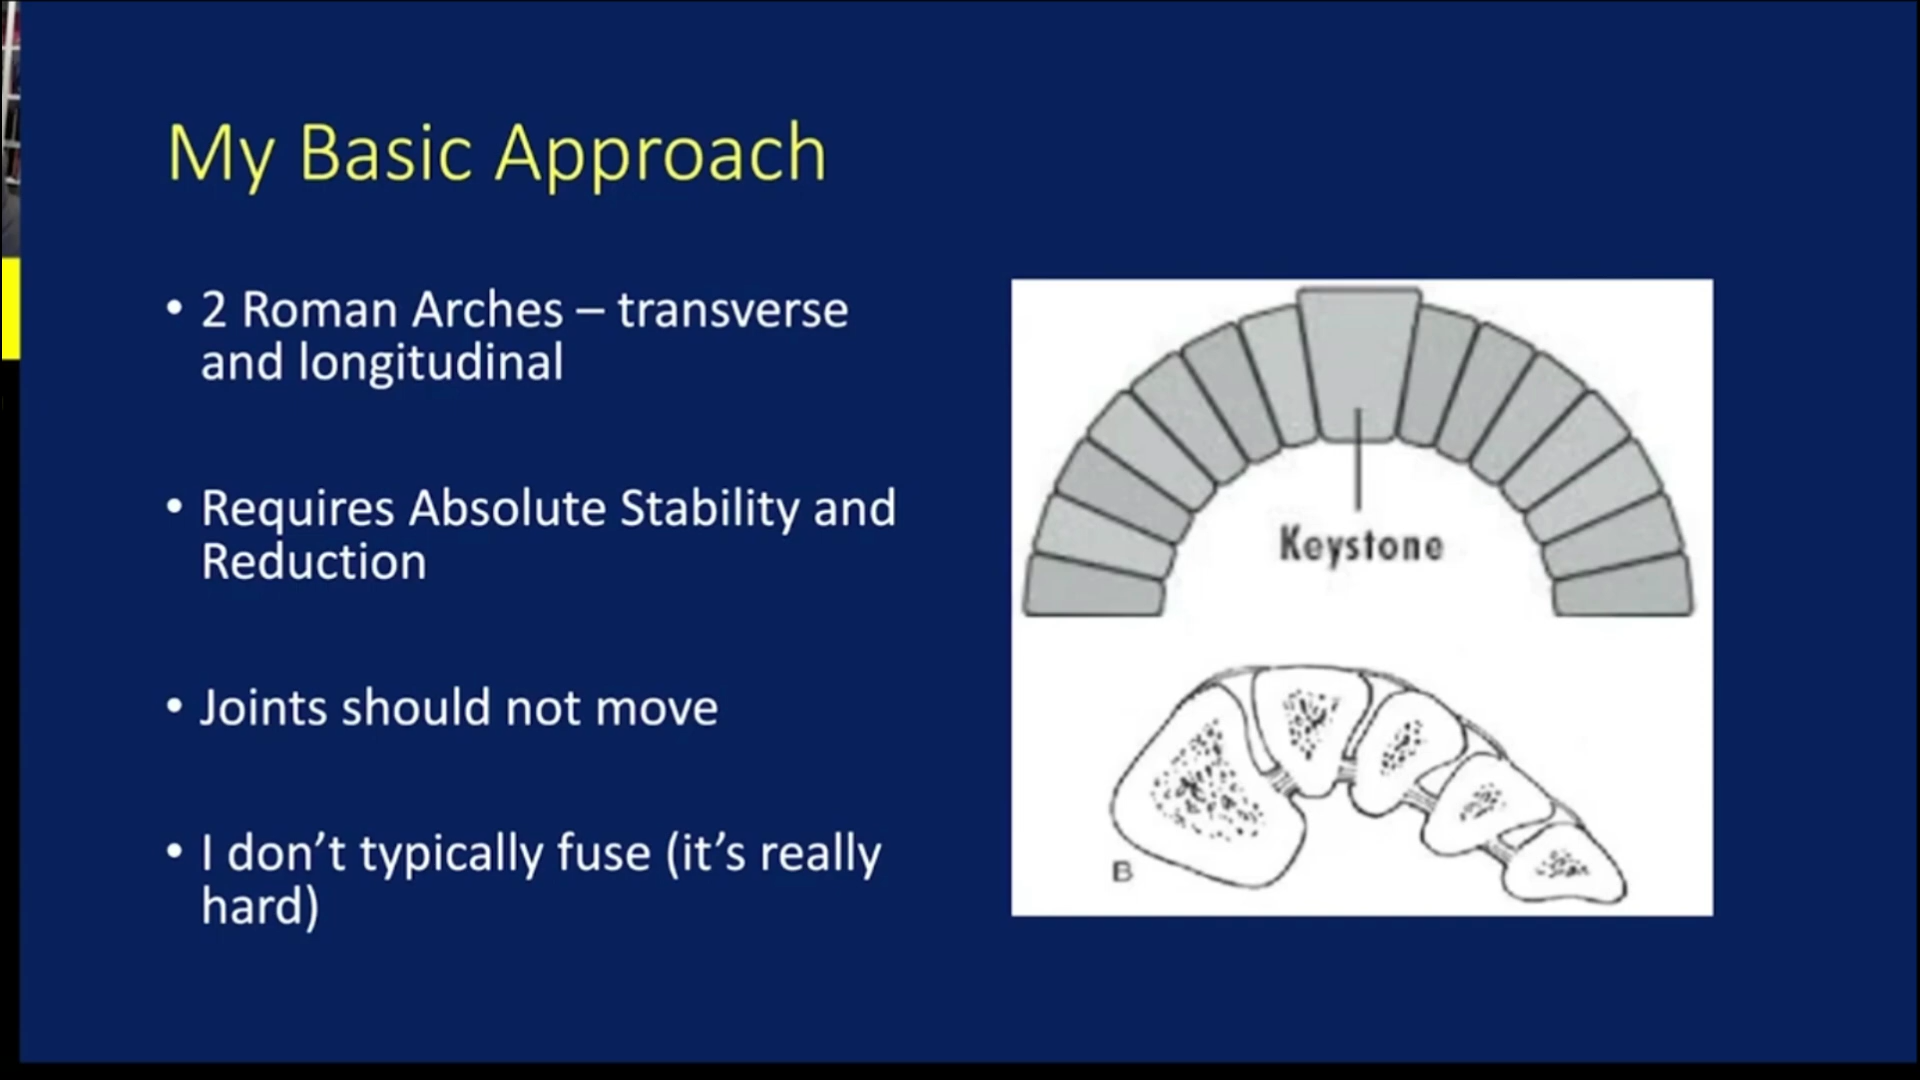 My Basic Approach
• 2 Roman Arches – transverse
and longitudinal
• Requires Absolute Stability and
Reduction
• Joints should not move
• I don’t typically fuse (it’s really
hard)
Keystone
B